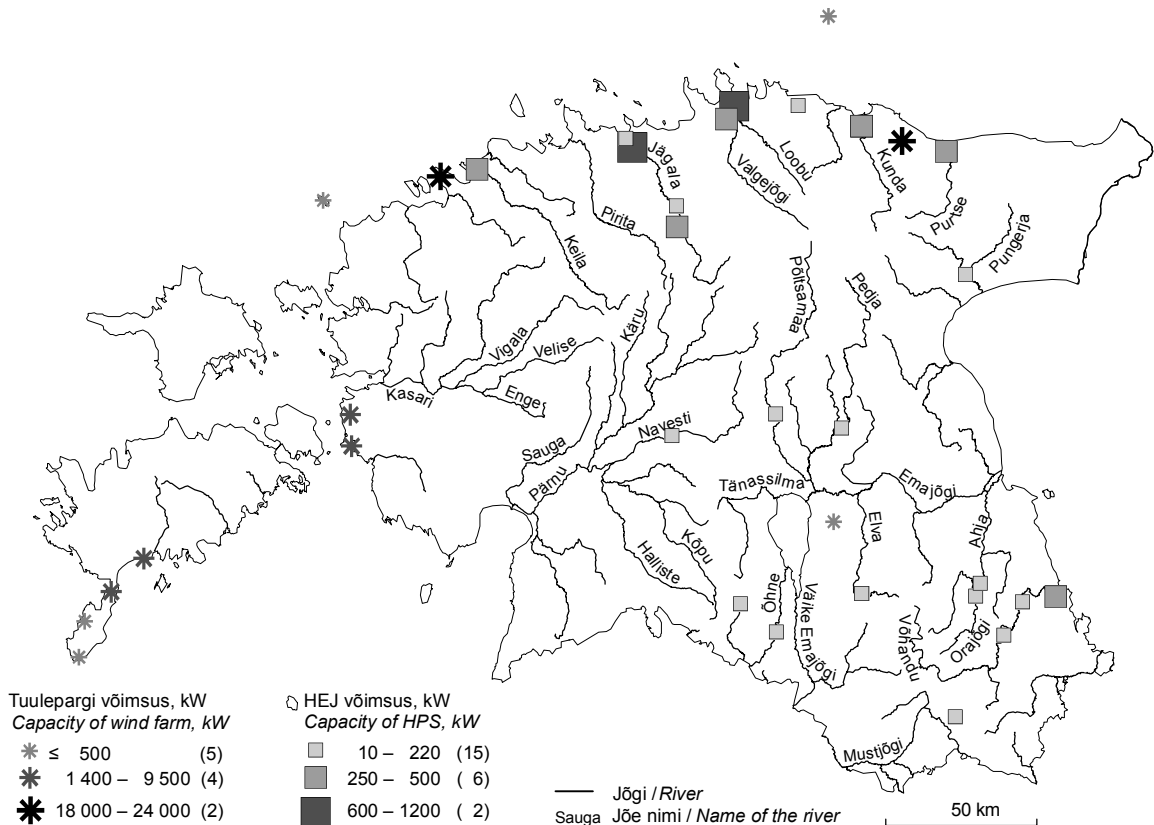 Loobu
Jägala
Valgejõgi
Kunda
Purtse
Pungerja
Pirita
Keila
Põltsamaa
Pedja
Käru
Vigala
Velise
Kasari
Enge
Navesti
Sauga
Pärnu
Tänassilma
Emajõgi
Elva
Ahja
Kõpu
Halliste
Õhne
Väike Emajõgi
Võhandu
Orajõgi
Mustjõgi
Tuulepargi võimsus, kW
Capacity of wind farm, kW
≤ 500 (5)
1 400 – 9 500 (4)
18 000 – 24 000 (2)
HEJ võimsus, kW
Capacity of HPS, kW
10 – 220 (15)
250 – 500 ( 6)
600 – 1200 ( 2)
Jõgi / River
Sauga Jõe nimi / Name of the river
50 km